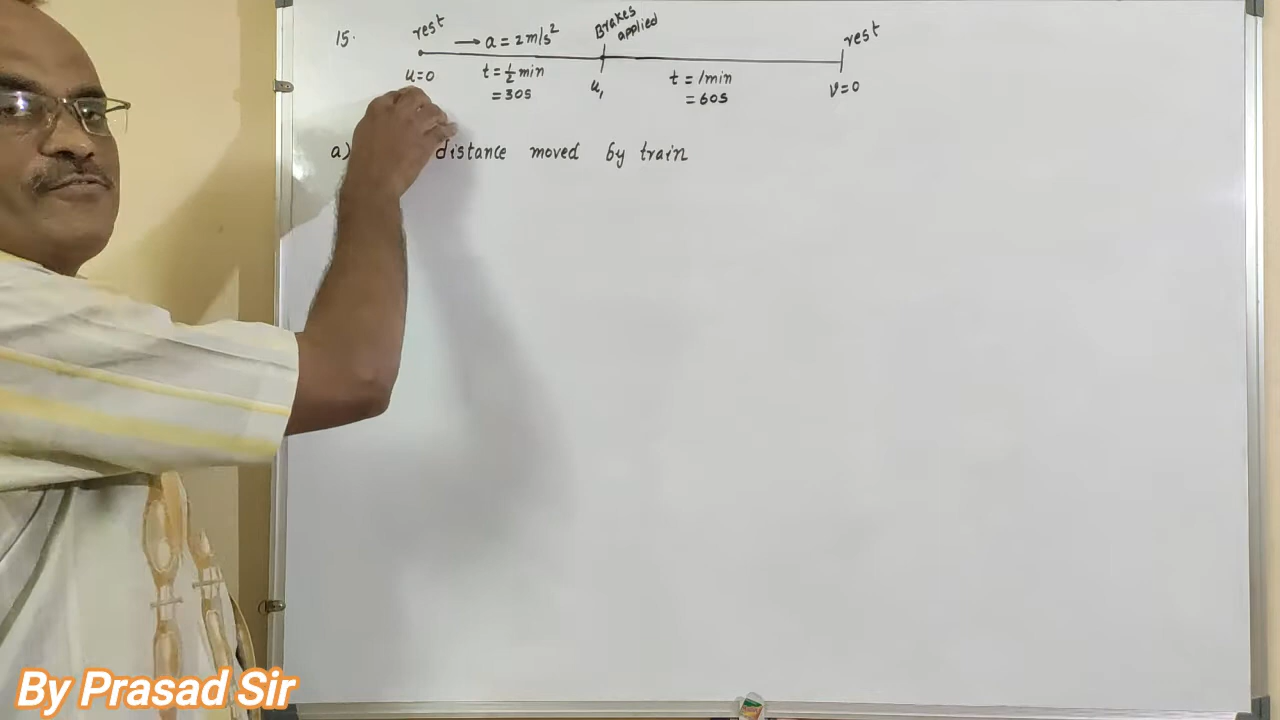 15.
rest
→ a = 2m/s²
Brakes
applied
rest
u=0
t = ½ min
= 30s
u₁
t = 1min
= 60s
v=0
a) distance moved by train
By Prasad Sir